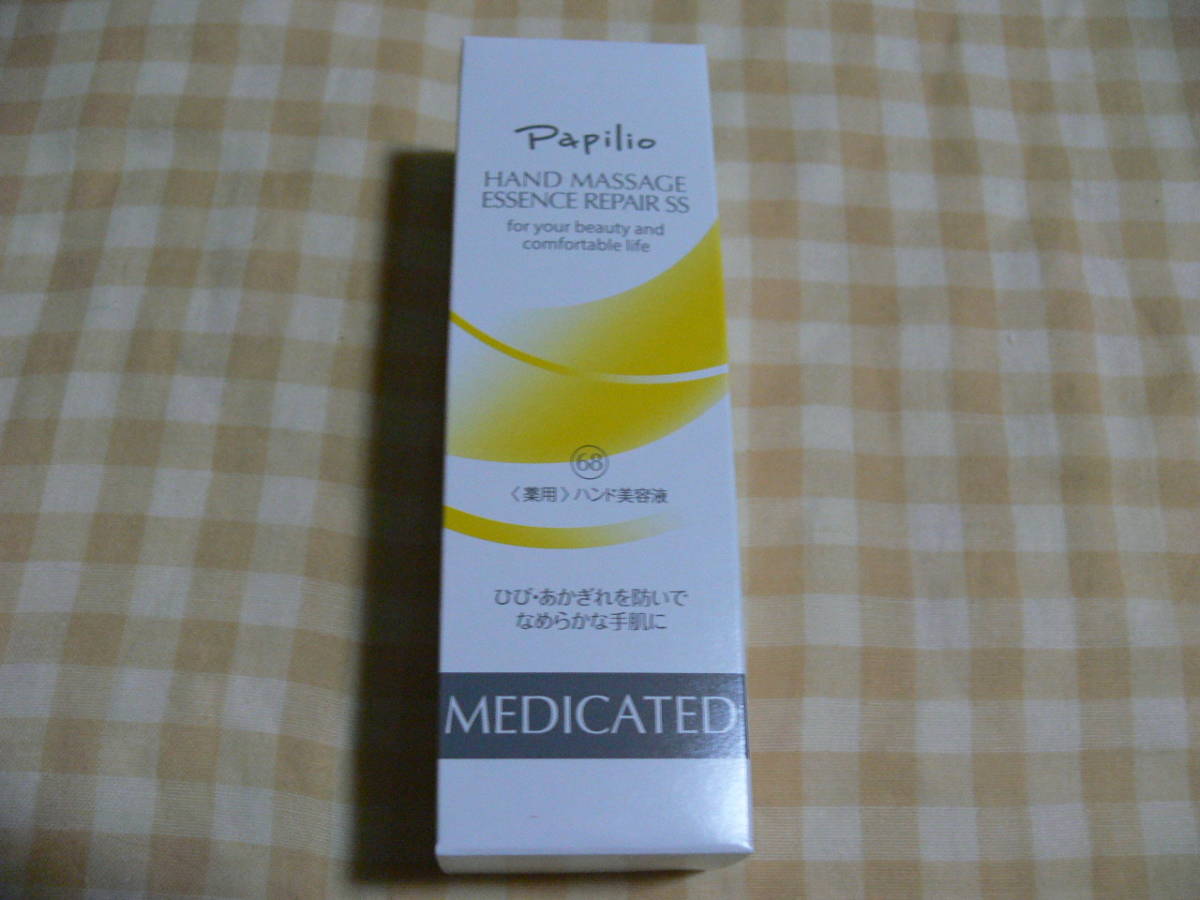 Papilio
HAND MASSAGE
ESSENCE REPAIR SS
for your beauty and
comfortable life
68
〈薬用〉ハンド美容液
ひび・あかぎれを防いで
なめらかな手肌に
MEDICATED